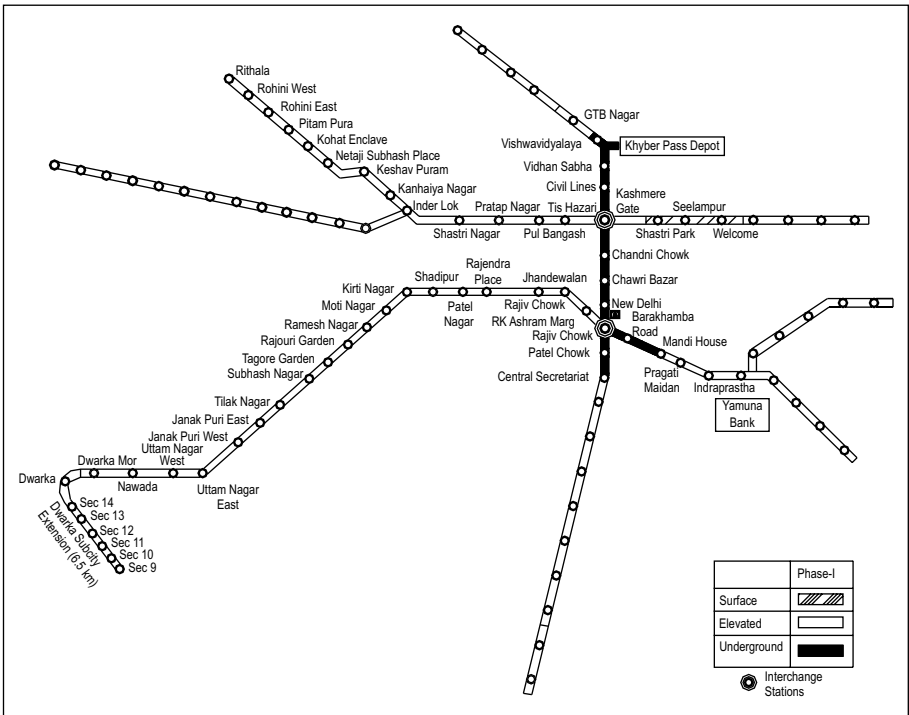 Rithala
Rohini West
Rohini East
Pitam Pura
Kohat Enclave
Netaji Subhash Place
Keshav Puram
Kanhaiya Nagar
Inder Lok
Shastri Nagar
Pratap Nagar
Pul Bangash
Tis Hazari
Kashmere
Gate
Shastri Park
Seelampur
Welcome
GTB Nagar
Vishwavidyalaya
Khyber Pass Depot
Vidhan Sabha
Civil Lines
Chandni Chowk
Chawri Bazar
New Delhi
Rajiv Chowk
Patel Chowk
Central Secretariat
Barakhamba
Road
Mandi House
Pragati
Maidan
Indraprastha
Yamuna
Bank
RK Ashram Marg
Rajiv Chowk
Jhandewalan
Rajendra
Place
Patel
Nagar
Shadipur
Kirti Nagar
Moti Nagar
Ramesh Nagar
Rajouri Garden
Tagore Garden
Subhash Nagar
Tilak Nagar
Janak Puri East
Janak Puri West
Uttam Nagar
East
Uttam Nagar
West
Nawada
Dwarka Mor
Dwarka
Sec 14
Sec 13
Sec 12
Sec 11
Sec 10
Sec 9
Dwarka Subcity
Extension (6.5 km)
Phase-I
Surface
Elevated
Underground
Interchange
Stations